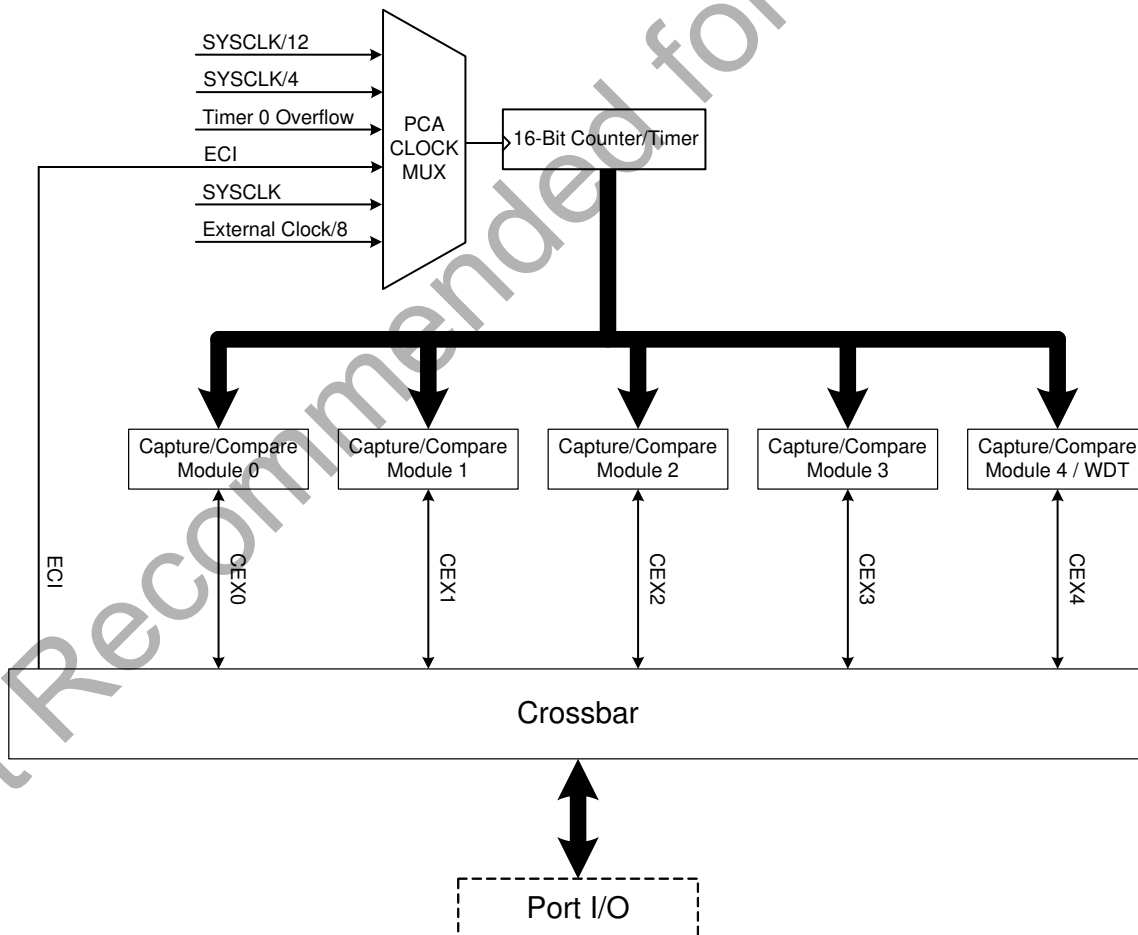 SYSCLK/12
SYSCLK/4
Timer 0 Overflow
ECI
SYSCLK
External Clock/8
PCA
CLOCK
MUX
16-Bit Counter/Timer
Capture/Compare
Module 0
Capture/Compare
Module 1
Capture/Compare
Module 2
Capture/Compare
Module 3
Capture/Compare
Module 4 / WDT
ECI
CEX0
CEX1
CEX2
CEX3
CEX4
Crossbar
Port I/O
Recommended for